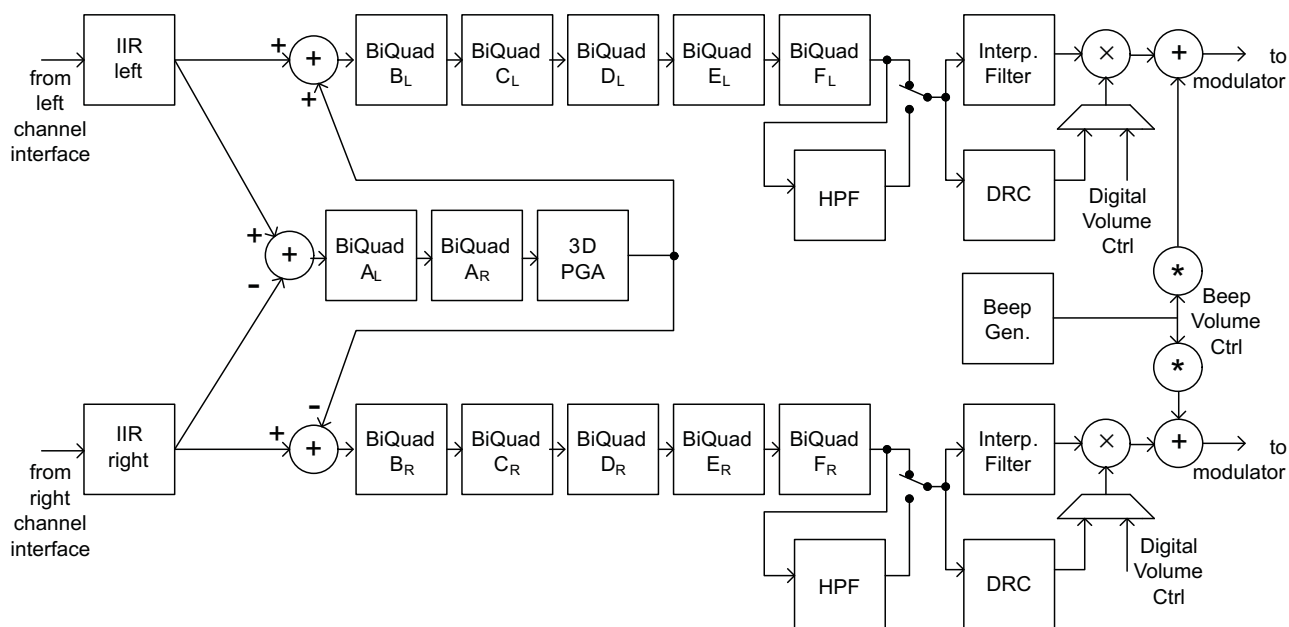 from
left
channel
interface
IIR
left
+
+
+
BiQuad
BL
BiQuad
CL
BiQuad
DL
BiQuad
EL
BiQuad
FL
HPF
Interp.
Filter
DRC
×
Digital
Volume
Ctrl
+
to
modulator
+
-
+
BiQuad
AL
BiQuad
AR
3D
PGA
Beep
Gen.
*
Beep
Volume
Ctrl
*
from
right
channel
interface
IIR
right
+
-
+
BiQuad
BR
BiQuad
CR
BiQuad
DR
BiQuad
ER
BiQuad
FR
HPF
Interp.
Filter
DRC
×
Digital
Volume
Ctrl
+
to
modulator